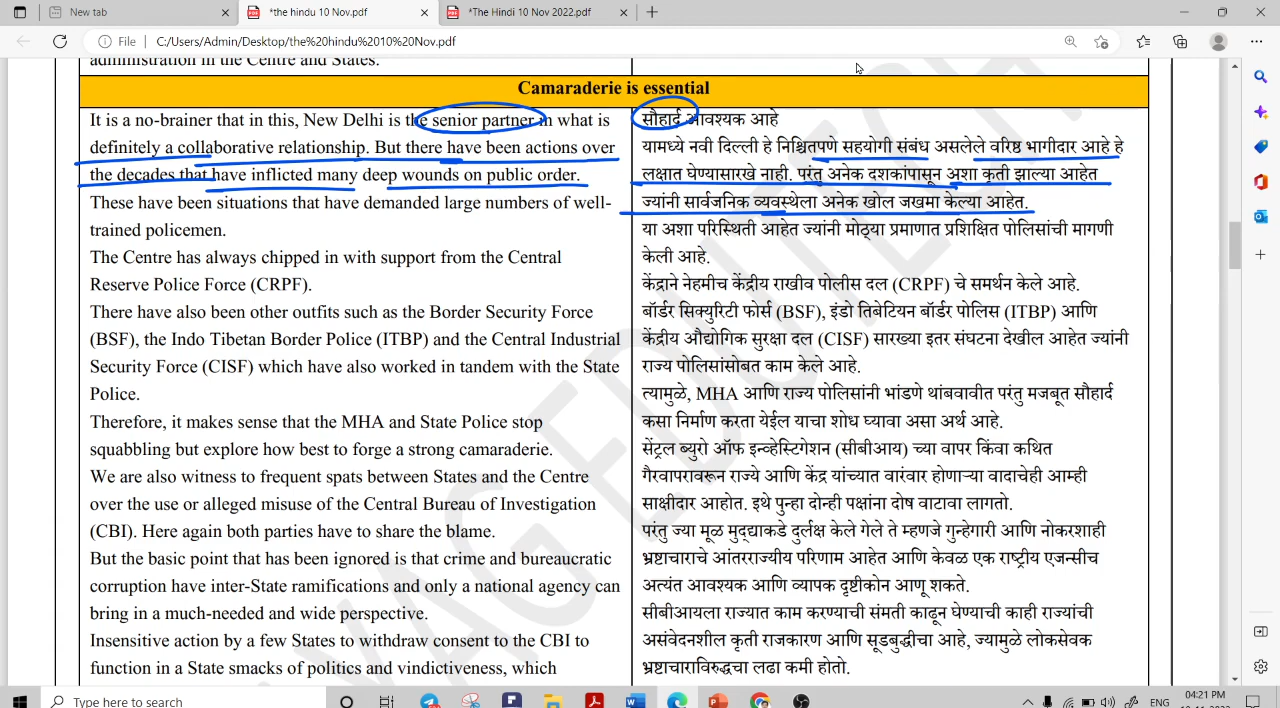 New tab
*the hindu 10 Nov.pdf
*The Hindi 10 Nov 2022.pdf
File C:/Users/Admin/Desktop/the%20hindu%2010%20Nov.pdf
administration in the Centre and States.
Camaraderie is essential
It is a no-brainer that in this, New Delhi is the senior partner in what is
definitely a collaborative relationship. But there have been actions over
the decades that have inflicted many deep wounds on public order.
These have been situations that have demanded large numbers of well-
trained policemen.
The Centre has always chipped in with support from the Central
Reserve Police Force (CRPF).
There have also been other outfits such as the Border Security Force
(BSF), the Indo Tibetan Border Police (ITBP) and the Central Industrial
Security Force (CISF) which have also worked in tandem with the State
Police.
Therefore, it makes sense that the MHA and State Police stop
squabbling but explore how best to forge a strong camaraderie.
We are also witness to frequent spats between States and the Centre
over the use or alleged misuse of the Central Bureau of Investigation
(CBI). Here again both parties have to share the blame.
But the basic point that has been ignored is that crime and bureaucratic
corruption have inter-State ramifications and only a national agency can
bring in a much-needed and wide perspective.
Insensitive action by a few States to withdraw consent to the CBI to
function in a State smacks of politics and vindictiveness, which
सौहार्द आवश्यक आहे
यामध्ये नवी दिल्ली हे निश्चितपणे सहयोगी संबंध असलेले वरिष्ठ भागीदार आहे हे
लक्षात घेण्यासारखे नाही. परंतु अनेक दशकांपासून अशा कृती झाल्या आहेत
ज्यांनी सार्वजनिक व्यवस्थेला अनेक खोल जखमा केल्या आहेत.
या अशा परिस्थिती आहेत ज्यांनी मोठ्या प्रमाणात प्रशिक्षित पोलिसांची मागणी
केली आहे.
केंद्राने नेहमीच केंद्रीय राखीव पोलीस दल (CRPF) चे समर्थन केले आहे.
बॉर्डर सिक्युरिटी फोर्स (BSF), इंडो तिबेटियन बॉर्डर पोलिस (ITBP) आणि
केंद्रीय औद्योगिक सुरक्षा दल (CISF) सारख्या इतर संघटना देखील आहेत ज्यांनी
राज्य पोलिसांसोबत काम केले आहे.
त्यामुळे, MHA आणि राज्य पोलिसांनी भांडणे थांबवावीत परंतु मजबूत सौहार्द
कसा निर्माण करता येईल याचा शोध घ्यावा असा अर्थ आहे.
सेंट्रल ब्युरो ऑफ इन्व्हेस्टिगेशन (सीबीआय) च्या वापर किंवा कथित
गैरवापरावरून राज्ये आणि केंद्र यांच्यात वारंवार होणाऱ्या वादाचेही आम्ही
साक्षीदार आहोत. इथे पुन्हा दोन्ही पक्षांना दोष वाटावा लागतो.
परंतु ज्या मूळ मुद्द्याकडे दुर्लक्ष केले गेले ते म्हणजे गुन्हेगारी आणि नोकरशाही
भ्रष्टाचाराचे आंतरराज्यीय परिणाम आहेत आणि केवळ एक राष्ट्रीय एजन्सीच
अत्यंत आवश्यक आणि व्यापक दृष्टीकोन आणू शकते.
सीबीआयला राज्यात काम करण्याची संमती काढून घेण्याची काही राज्यांची
असंवेदनशील कृती राजकारण आणि सूडबुद्धीचा आहे, ज्यामुळे लोकसेवक
भ्रष्टाचाराविरुद्धचा लढा कमी होतो.
Type here to search
ENG
04:21 PM